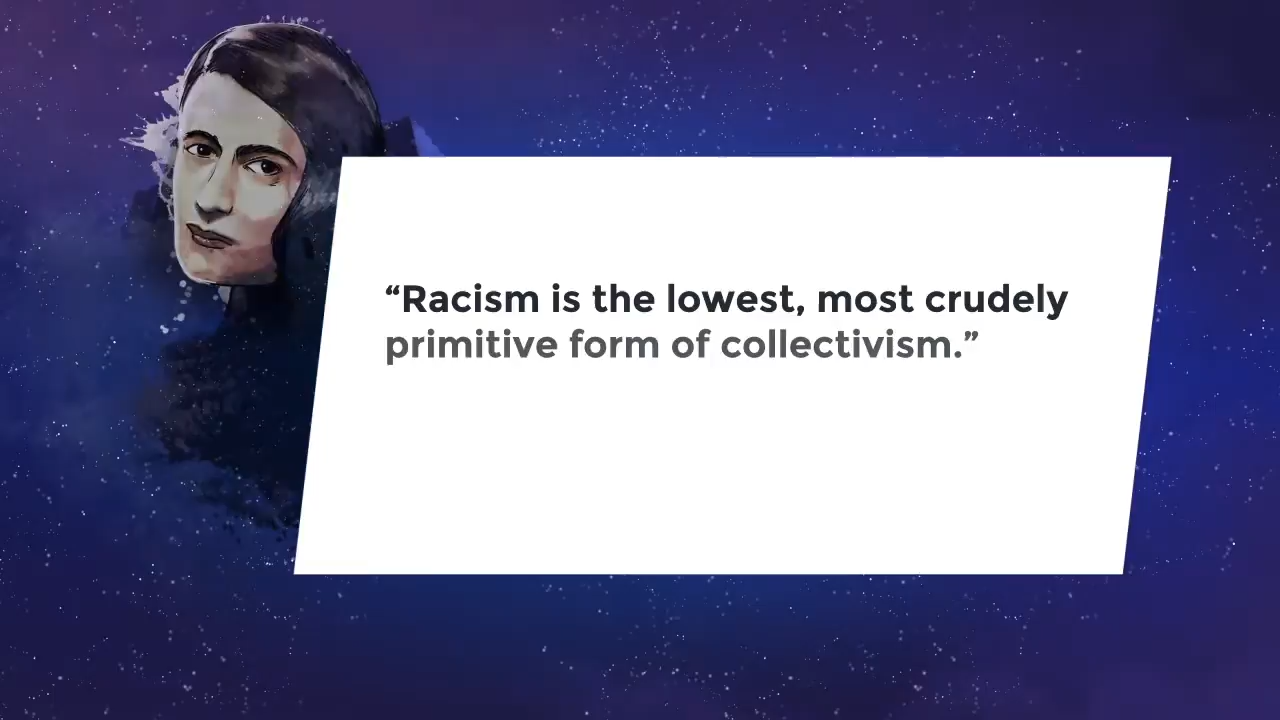 “Racism is the lowest, most crudely
primitive form of collectivism.”